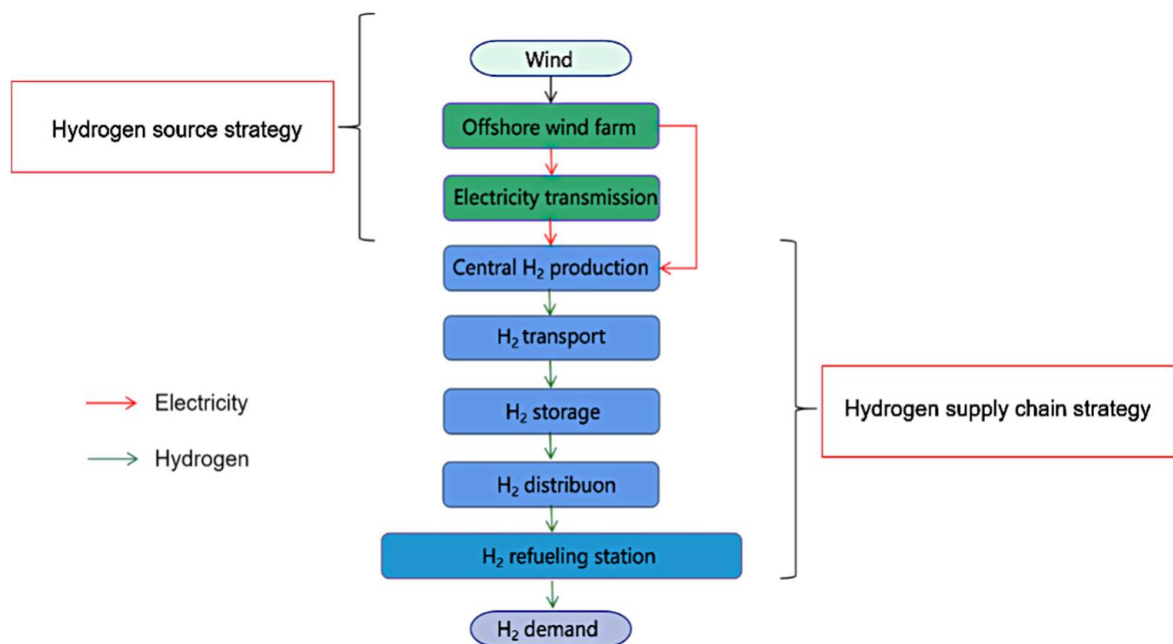 Wind
Hydrogen source strategy
Offshore wind farm
Electricity transmission
Central H₂ production
H₂ transport
H₂ storage
H₂ distribuon
H₂ refueling station
H₂ demand
Electricity
Hydrogen
Hydrogen supply chain strategy